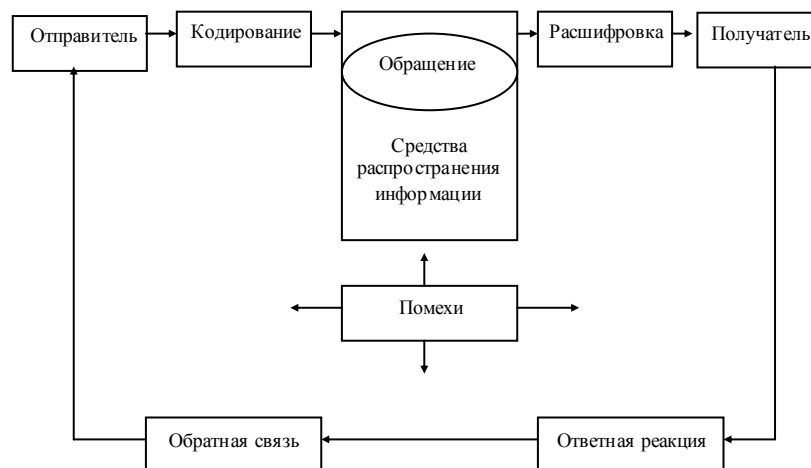 Отправитель
Кодирование
Обращение
Средства
распространения
информации
Расшифровка
Получатель
Помехи
Обратная связь
Ответная реакция